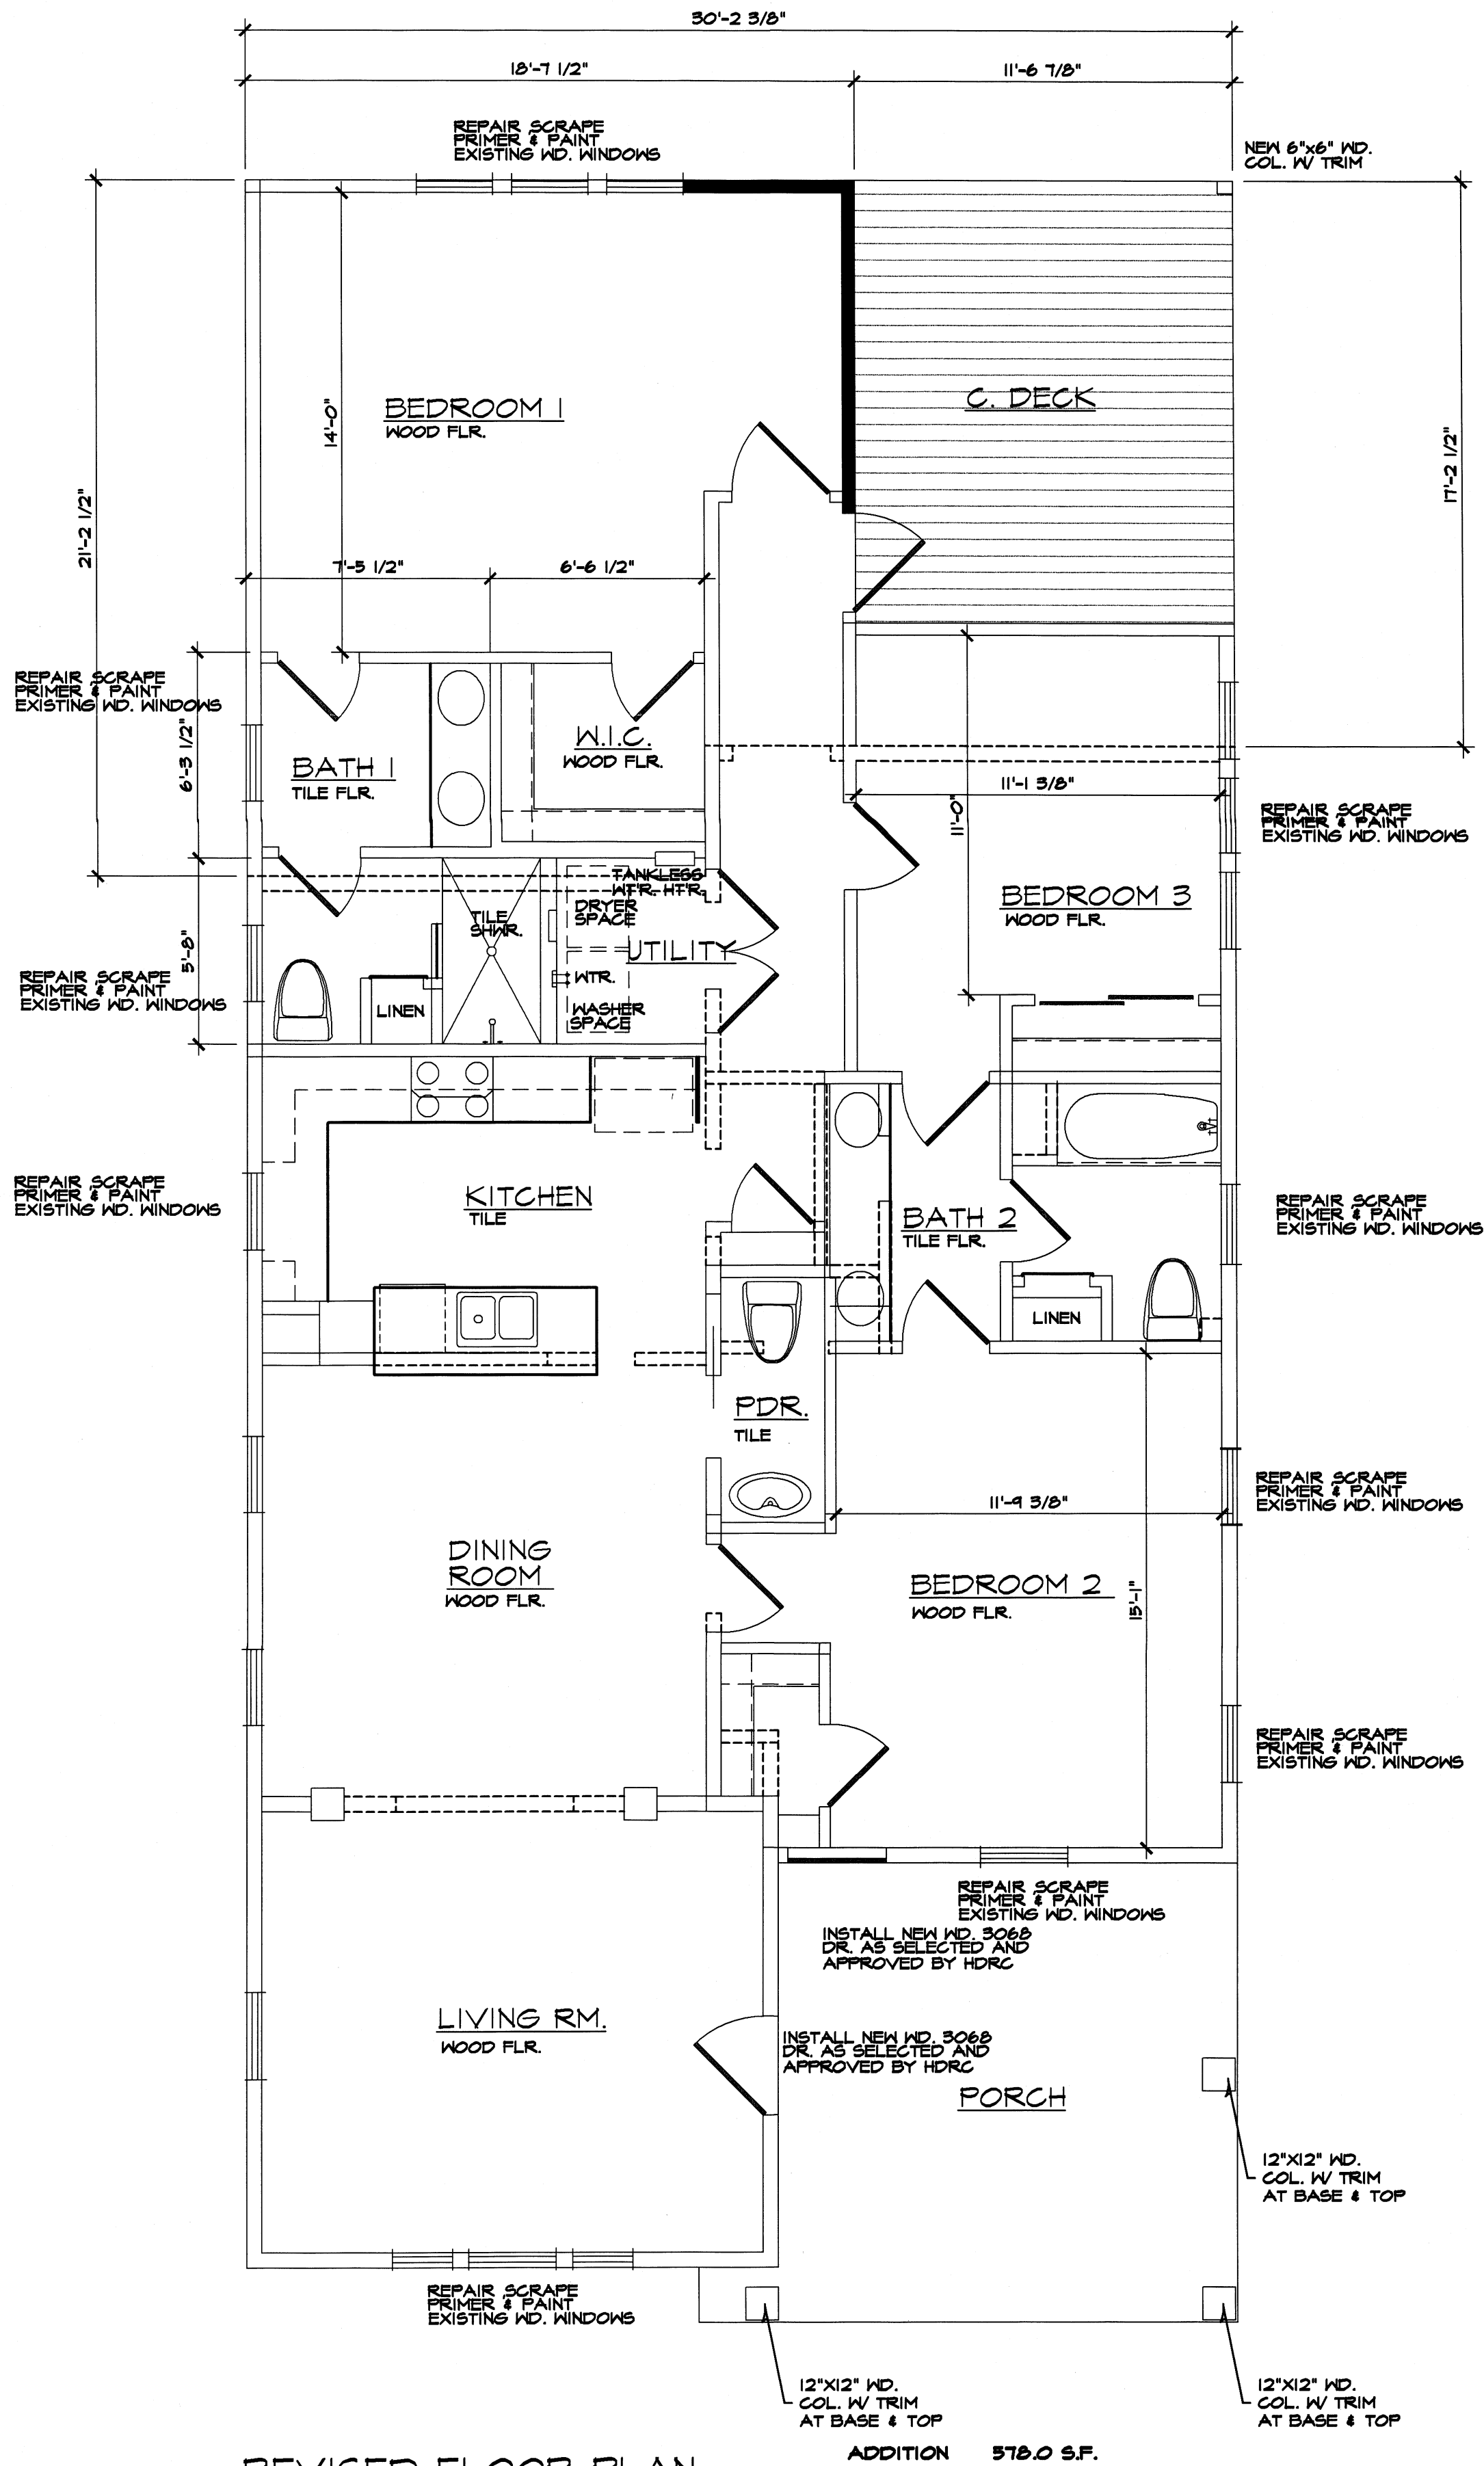 30'-2 3/8"
18'-7 1/2"
11'-6 7/8"
REPAIR SCRAPE
PRIMER & PAINT
EXISTING WD. WINDOWS
NEW 6"x6" WD.
COL. W/ TRIM
C. DECK
BEDROOM 1
WOOD FLR.
14'-0"
17'-2 1/2"
21'-2 1/2"
7'-5 1/2"
6'-6 1/2"
REPAIR SCRAPE
PRIMER & PAINT
EXISTING WD. WINDOWS
6'-3 1/2"
W.I.C.
WOOD FLR.
BATH 1
TILE FLR.
11'-1 3/8"
11'-0"
REPAIR SCRAPE
PRIMER & PAINT
EXISTING WD. WINDOWS
TANKLESS
WTR. HTR.
DRYER
SPACE
BEDROOM 3
WOOD FLR.
TILE
SHWR.
UTILITY
5'-8"
WTR.
REPAIR SCRAPE
PRIMER & PAINT
EXISTING WD. WINDOWS
LINEN
WASHER
SPACE
REPAIR SCRAPE
PRIMER & PAINT
EXISTING WD. WINDOWS
KITCHEN
TILE
BATH 2
TILE FLR.
REPAIR SCRAPE
PRIMER & PAINT
EXISTING WD. WINDOWS
LINEN
PDR.
TILE
REPAIR SCRAPE
PRIMER & PAINT
EXISTING WD. WINDOWS
11'-9 3/8"
DINING
ROOM
WOOD FLR.
BEDROOM 2
WOOD FLR.
15'-1"
REPAIR SCRAPE
PRIMER & PAINT
EXISTING WD. WINDOWS
REPAIR SCRAPE
PRIMER & PAINT
EXISTING WD. WINDOWS
INSTALL NEW WD. 3068
DR. AS SELECTED AND
APPROVED BY HDRC
LIVING RM.
WOOD FLR.
INSTALL NEW WD. 3068
DR. AS SELECTED AND
APPROVED BY HDRC
PORCH
12"X12" WD.
COL. W/ TRIM
AT BASE & TOP
REPAIR SCRAPE
PRIMER & PAINT
EXISTING WD. WINDOWS
12"X12" WD.
COL. W/ TRIM
AT BASE & TOP
12"X12" WD.
COL. W/ TRIM
AT BASE & TOP
ADDITION 578.0 S.F.
REVISED FLOOR PLAN